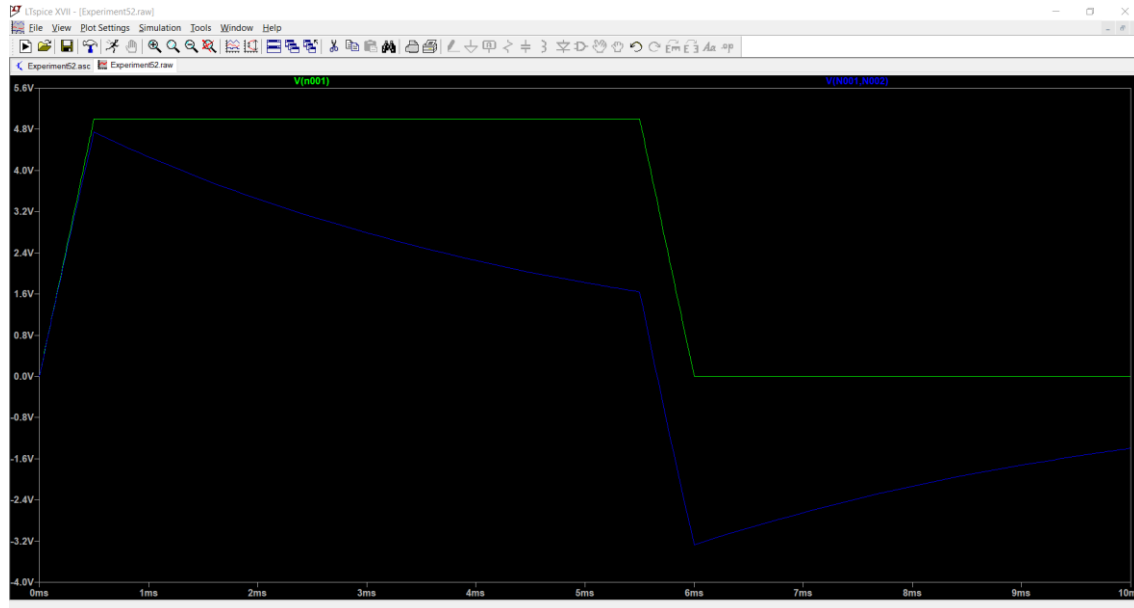 LTspice XVII - [Experiment52.raw]
File View Plot Settings Simulation Tools Window Help
Experiment52.asc Experiment52.raw
V(n001) V(N001,N002)
5.6V
4.8V
4.0V
3.2V
2.4V
1.6V
0.8V
0.0V
-0.8V
-1.6V
-2.4V
-3.2V
-4.0V
0ms 1ms 2ms 3ms 4ms 5ms 6ms 7ms 8ms 9ms 10m